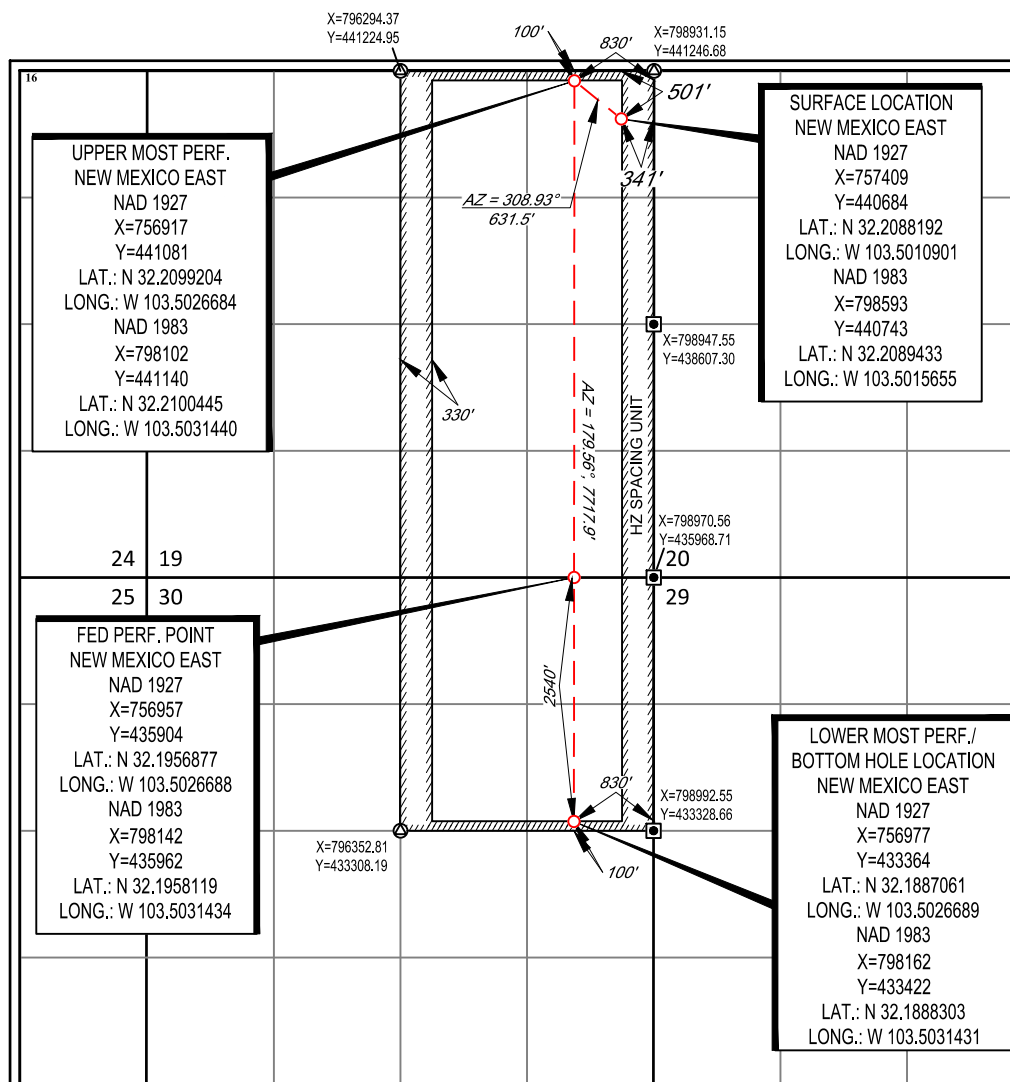 X=796294.37
Y=441224.95
100'
830'
X=798931.15
Y=441246.68
16
501'
341'
AZ = 308.93°
631.5'
UPPER MOST PERF.
NEW MEXICO EAST
NAD 1927
X=756917
Y=441081
LAT.: N 32.2099204
LONG.: W 103.5026684
NAD 1983
X=798102
Y=441140
LAT.: N 32.2100445
LONG.: W 103.5031440
SURFACE LOCATION
NEW MEXICO EAST
NAD 1927
X=757409
Y=440684
LAT.: N 32.2088192
LONG.: W 103.5010901
NAD 1983
X=798593
Y=440743
LAT.: N 32.2089433
LONG.: W 103.5015655
X=798947.55
Y=438607.30
330'
AZ = 179.56°, 7717.9'
HZ SPACING UNIT
X=798970.56
Y=435968.71
24 19
20
25 30
29
FED PERF. POINT
NEW MEXICO EAST
NAD 1927
X=756957
Y=435904
LAT.: N 32.1956877
LONG.: W 103.5026688
NAD 1983
X=798142
Y=435962
LAT.: N 32.1958119
LONG.: W 103.5031434
2540'
830'
X=798992.55
Y=433328.66
X=796352.81
Y=433308.19
100'
LOWER MOST PERF./
BOTTOM HOLE LOCATION
NEW MEXICO EAST
NAD 1927
X=756977
Y=433364
LAT.: N 32.1887061
LONG.: W 103.5026689
NAD 1983
X=798162
Y=433422
LAT.: N 32.1888303
LONG.: W 103.5031431